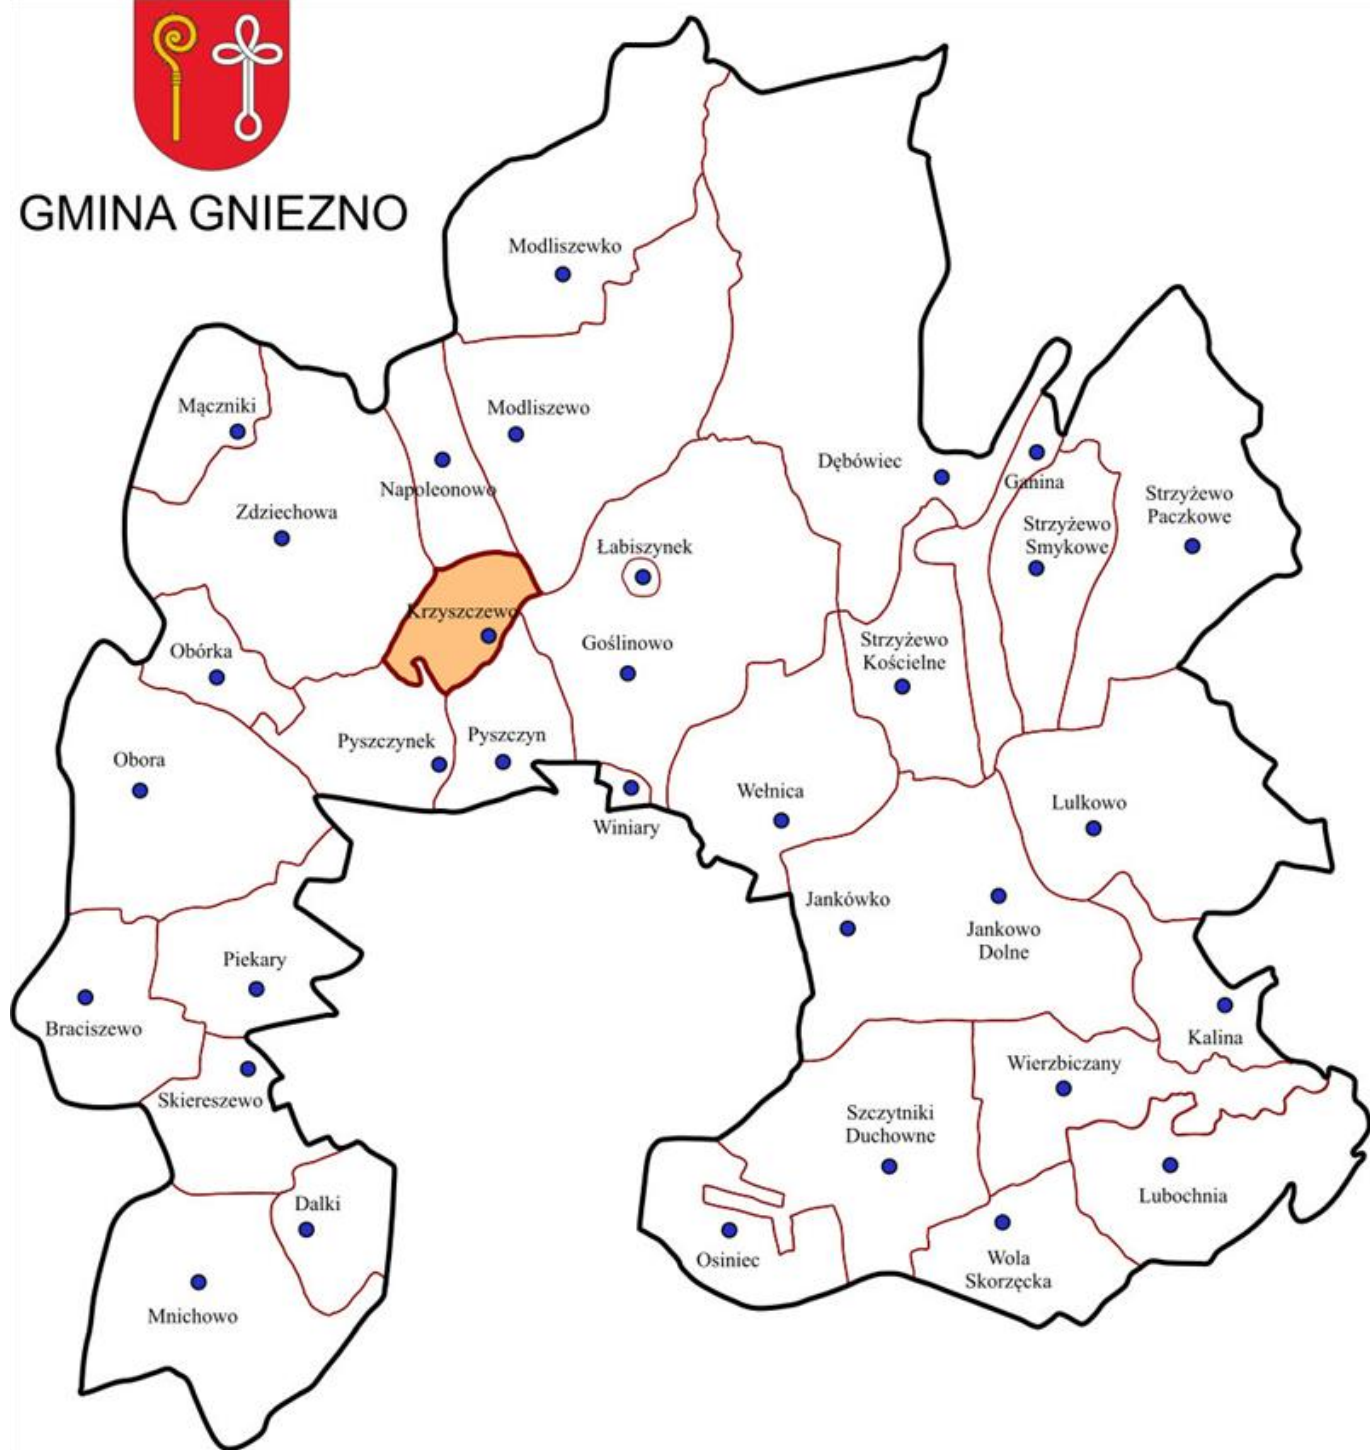 GMINA GNIEZNO
Modliszewko
Mączniki
Modliszewo
Napoleonowo
Dębówiec
Ganina
Strzyżewo
Paczkowe
Zdziechowa
Strzyżewo
Smykowe
Łabiszynek
Krzyszczewo
Obórka
Goślinowo
Strzyżewo
Kościelne
Pyszczynek
Pyszczyn
Obora
Wełnica
Lulkowo
Winiary
Jankówko
Jankowo
Dolne
Piekary
Braciszewo
Kalina
Wierzbiczany
Skiereszewo
Szczytniki
Duchowne
Lubochnia
Dalki
Osiniec
Wola
Skorzęcka
Mnichowo